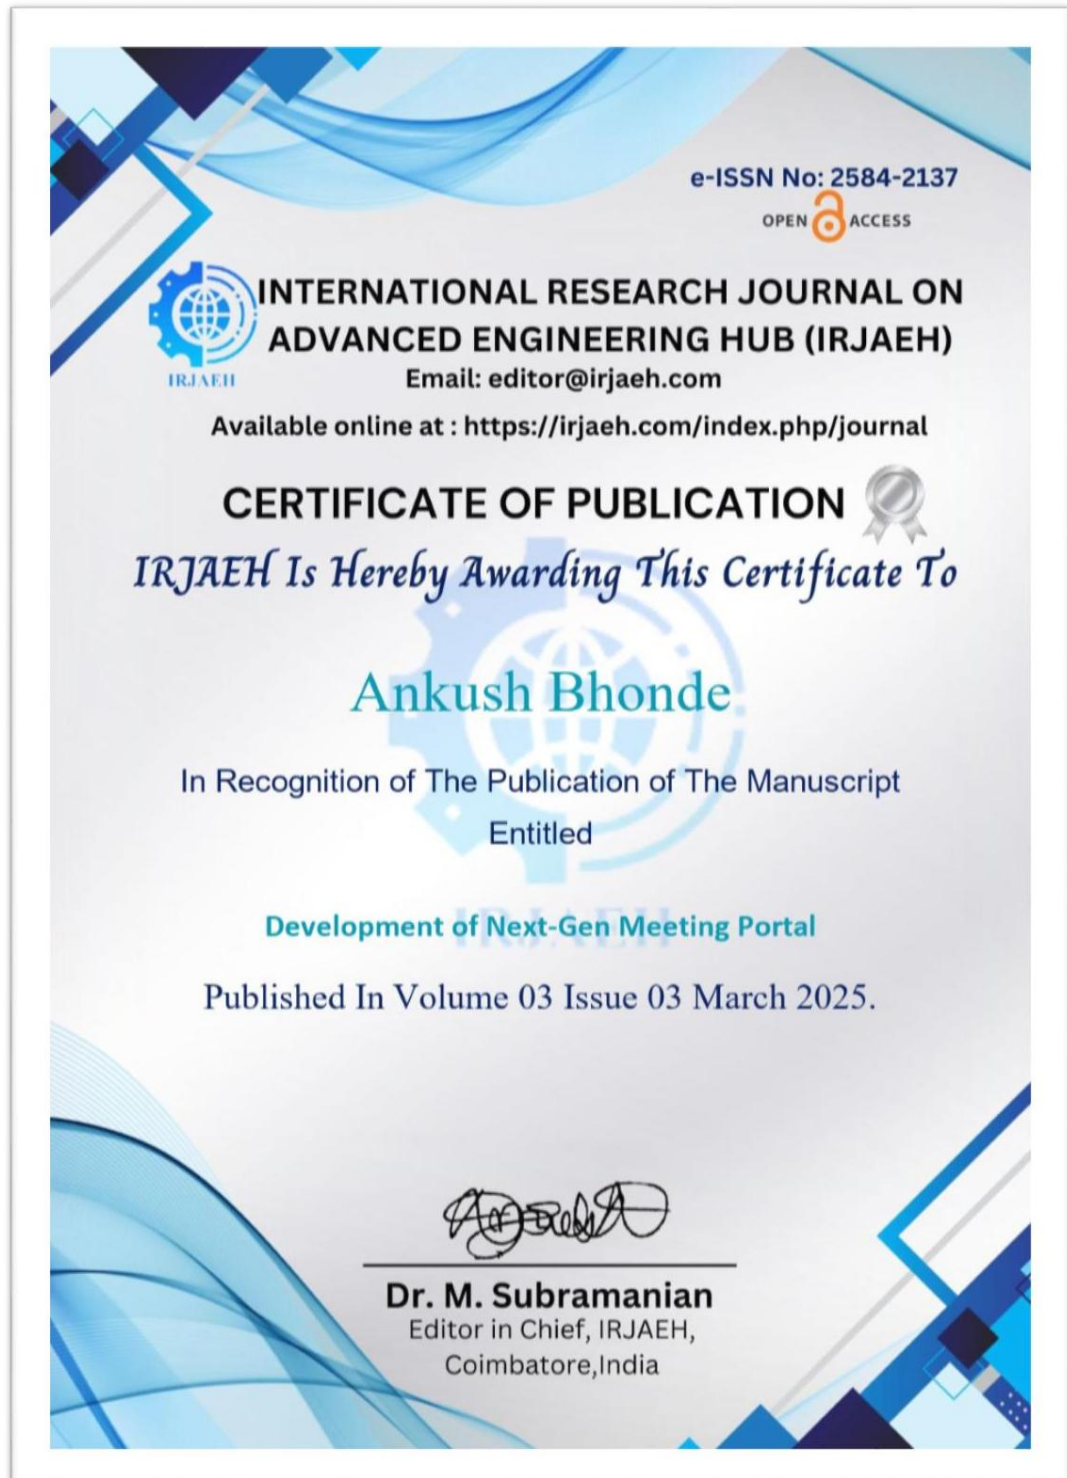 e-ISSN No: 2584-2137
OPEN ACCESS
INTERNATIONAL RESEARCH JOURNAL ON
ADVANCED ENGINEERING HUB (IRJAEH)
IRJAEH
Email: editor@irjaeh.com
Available online at : https://irjaeh.com/index.php/journal
CERTIFICATE OF PUBLICATION
IRJAEH Is Hereby Awarding This Certificate To
Ankush Bhonde
In Recognition of The Publication of The Manuscript
Entitled
IRJAEH
Development of Next-Gen Meeting Portal
Published In Volume 03 Issue 03 March 2025.
Dr. M. Subramanian
Editor in Chief, IRJAEH,
Coimbatore,India